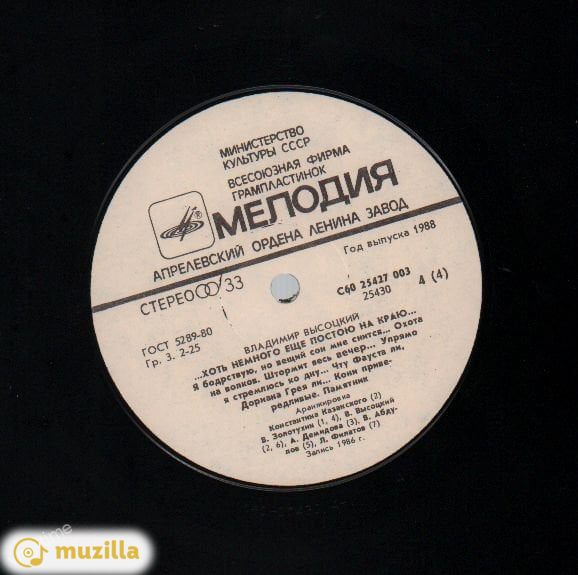 МИНИСТЕРСТВО
КУЛЬТУРЫ СССР
ВСЕСОЮЗНАЯ ФИРМА
ГРАМПЛАСТИНОК
МЕЛОДИЯ
АПРЕЛЕВСКИЙ ОРДЕНА ЛЕНИНА ЗАВОД
СТЕРЕО 33
Год выпуска 1988
ГОСТ 5289-80
Гр. 3. 2-25
С60 25427 003
25430
4 (4)
ВЛАДИМИР ВЫСОЦКИЙ
...ХОТЬ НЕМНОГО ЕЩЕ ПОСТОЮ НА КРАЮ...
Я бодрствую, но вещий сон мне снится... Охота
на волков. Штормит весь вечер... Упрямо
я стремлюсь ко дну... Чту Фауста ли,
Дориана Грея ли... Кони приве-
редливые. Памятник
Аранжировка
Константина Казанского (2)
В. Золотухин (1, 4), В. Высоцкий
(2, 6), А. Демидова (3), В. Абду-
лов (5), Л. Филатов (7)
Запись 1986 г.
muzilla